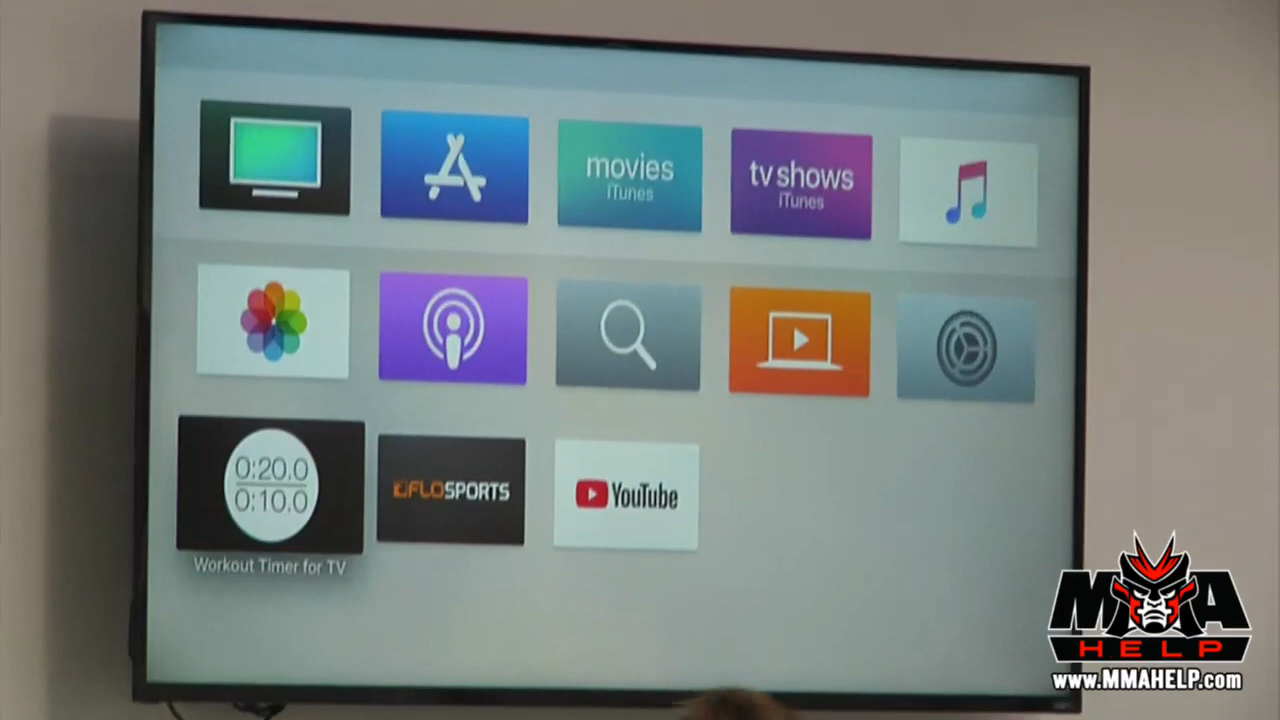 movies
iTunes
tv shows
iTunes
0:20.0
0:10.0
FLOSPORTS
YouTube
Workout Timer for TV
MMA
HELP
www.MMAHELP.com